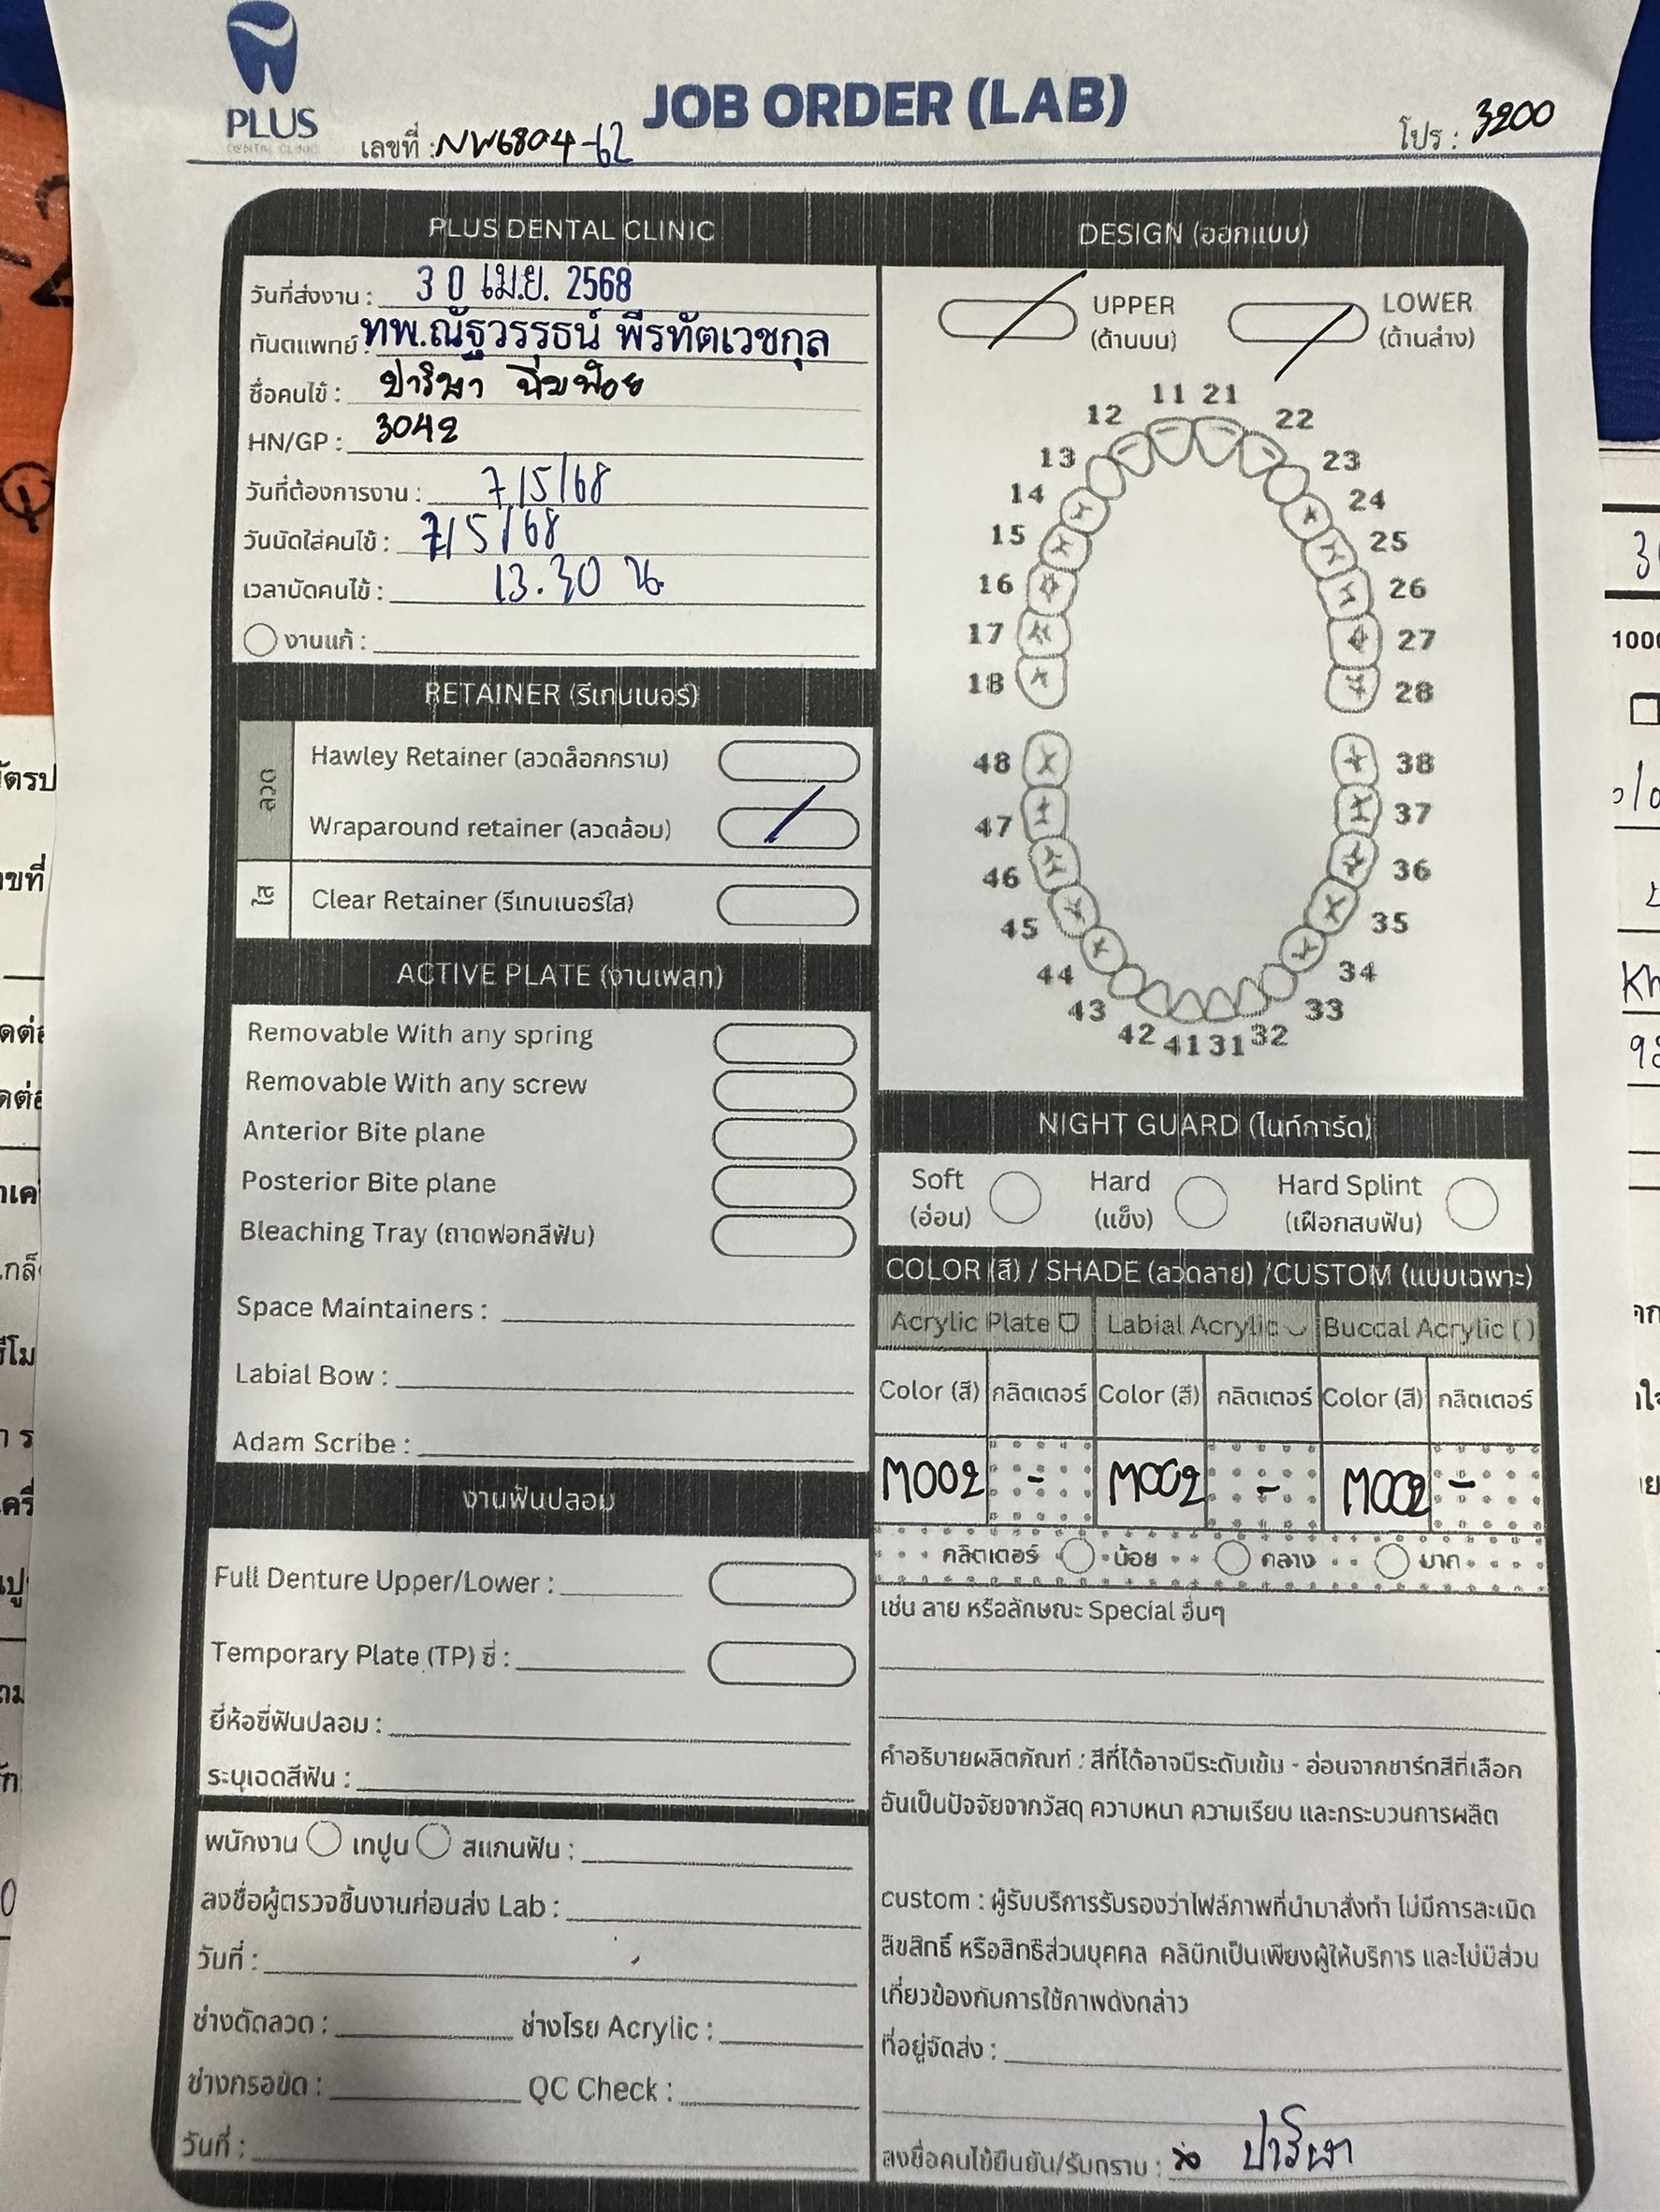 PLUS
DENTAL CLINIC
JOB ORDER (LAB)
เลขที่ : NW6804-62
โปร : 3200
PLUS DENTAL CLINIC
วันที่ส่งงาน : 30 เม.ย. 2568
ทันตแพทย์ : ทพ.ณัฐวรรธน์ พีรทัตเวชกุล
ชื่อคนไข้ : ปาริษา
HN/GP : 3042
วันที่ต้องการงาน : 7/5/68
วันนัดใส่คนไข้ : 7/5/68
เวลานัดคนไข้ : 13.30 น.
งานแก้ :
RETAINER (รีเทนเนอร์)
ลวด
Hawley Retainer (ลวดล็อกกราม)
Wraparound retainer (ลวดล้อม)
ใส
Clear Retainer (รีเทนเนอร์ใส)
ACTIVE PLATE (งานเพลท)
Removable With any spring
Removable With any screw
Anterior Bite plane
Posterior Bite plane
Bleaching Tray (ถาดฟอกสีฟัน)
Space Maintainers :
Labial Bow :
Adam Scribe :
งานฟันปลอม
Full Denture Upper/Lower :
Temporary Plate (TP) ซี่ :
ยี่ห้อซี่ฟันปลอม :
ระบุเฉดสีฟัน :
พนักงาน เทปูน สแกนฟัน :
ลงชื่อผู้ตรวจชิ้นงานก่อนส่ง Lab :
วันที่ :
ช่างดัดลวด : ช่างโรย Acrylic :
ช่างกรอขัด : QC Check :
วันที่ :
DESIGN (ออกแบบ)
UPPER
(ด้านบน)
LOWER
(ด้านล่าง)
11 21
12 22
13 23
14 24
15 25
16 26
17 27
18 28
48 38
47 37
46 36
45 35
44 34
43 33
42 41 31 32
NIGHT GUARD (ไนท์การ์ด)
Soft
(อ่อน)
Hard
(แข็ง)
Hard Splint
(เฝือกสบฟัน)
COLOR (สี) / SHADE (ลวดลาย) /CUSTOM (แบบเฉพาะ)
Acrylic Plate Labial Acrylic Buccal Acrylic ( )
Color (สี) กลิตเตอร์ Color (สี) กลิตเตอร์ Color (สี) กลิตเตอร์
M002 - M002 - M002 -
กลิตเตอร์ น้อย กลาง มาก
เช่น ลาย หรือลักษณะ Special อื่นๆ
คำอธิบายผลิตภัณฑ์ : สีที่ได้อาจมีระดับเข้ม - อ่อนจากชาร์ทสีที่เลือก
อันเป็นปัจจัยจากวัสดุ ความหนา ความเรียบ และกระบวนการผลิต
custom : ผู้รับบริการรับรองว่าไฟล์ภาพที่นำมาสั่งทำ ไม่มีการละเมิด
ลิขสิทธิ์ หรือสิทธิส่วนบุคคล คลินิกเป็นเพียงผู้ให้บริการ และไม่มีส่วน
เกี่ยวข้องกับการใช้ภาพดังกล่าว
ที่อยู่จัดส่ง :
ลงชื่อคนไข้ยืนยัน/รับทราบ : ปาริษา